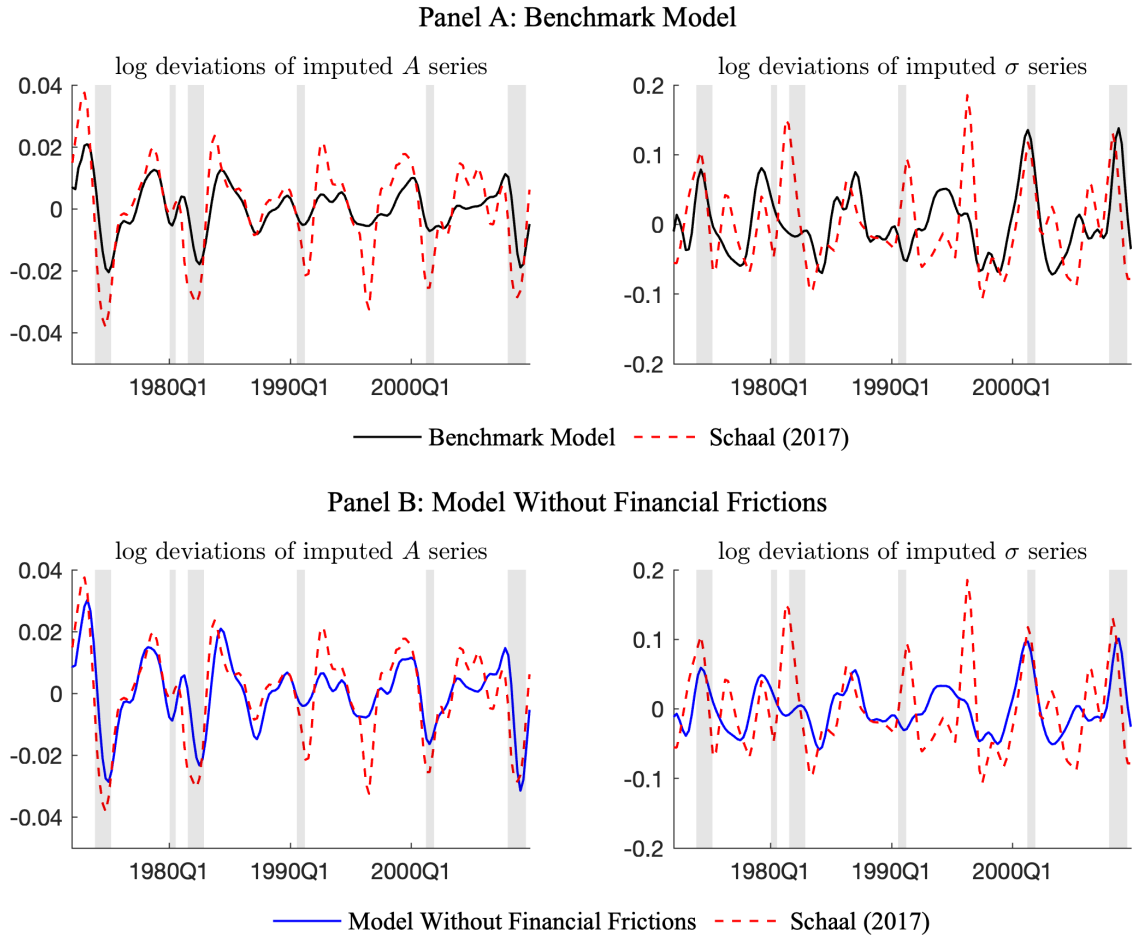 Panel A: Benchmark Model
log deviations of imputed A series
0.04
0.02
0
-0.02
-0.04
1980Q1 1990Q1 2000Q1
log deviations of imputed σ series
0.2
0.1
0
-0.1
-0.2
1980Q1 1990Q1 2000Q1
Benchmark Model Schaal (2017)
Panel B: Model Without Financial Frictions
log deviations of imputed A series
0.04
0.02
0
-0.02
-0.04
1980Q1 1990Q1 2000Q1
log deviations of imputed σ series
0.2
0.1
0
-0.1
-0.2
1980Q1 1990Q1 2000Q1
Model Without Financial Frictions Schaal (2017)